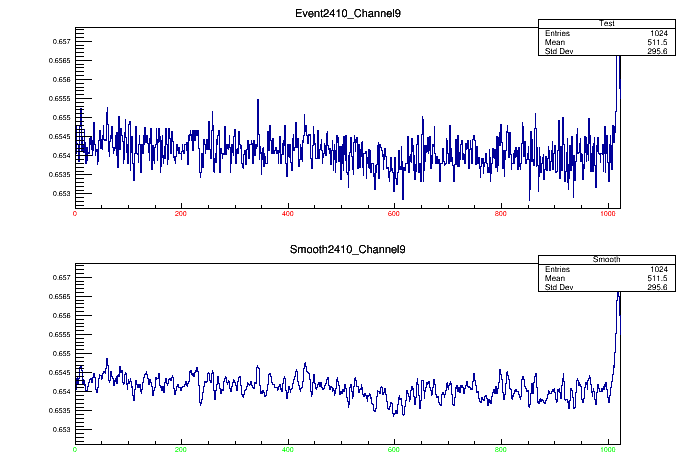 Event2410_Channel9
Test
Entries 1024
Mean 511.5
Std Dev 295.6
0.657
0.6565
0.656
0.6555
0.655
0.6545
0.654
0.6535
0.653
0 200 400 600 800 1000
Smooth2410_Channel9
Smooth
Entries 1024
Mean 511.5
Std Dev 295.6
0.657
0.6565
0.656
0.6555
0.655
0.6545
0.654
0.6535
0.653
0 200 400 600 800 1000